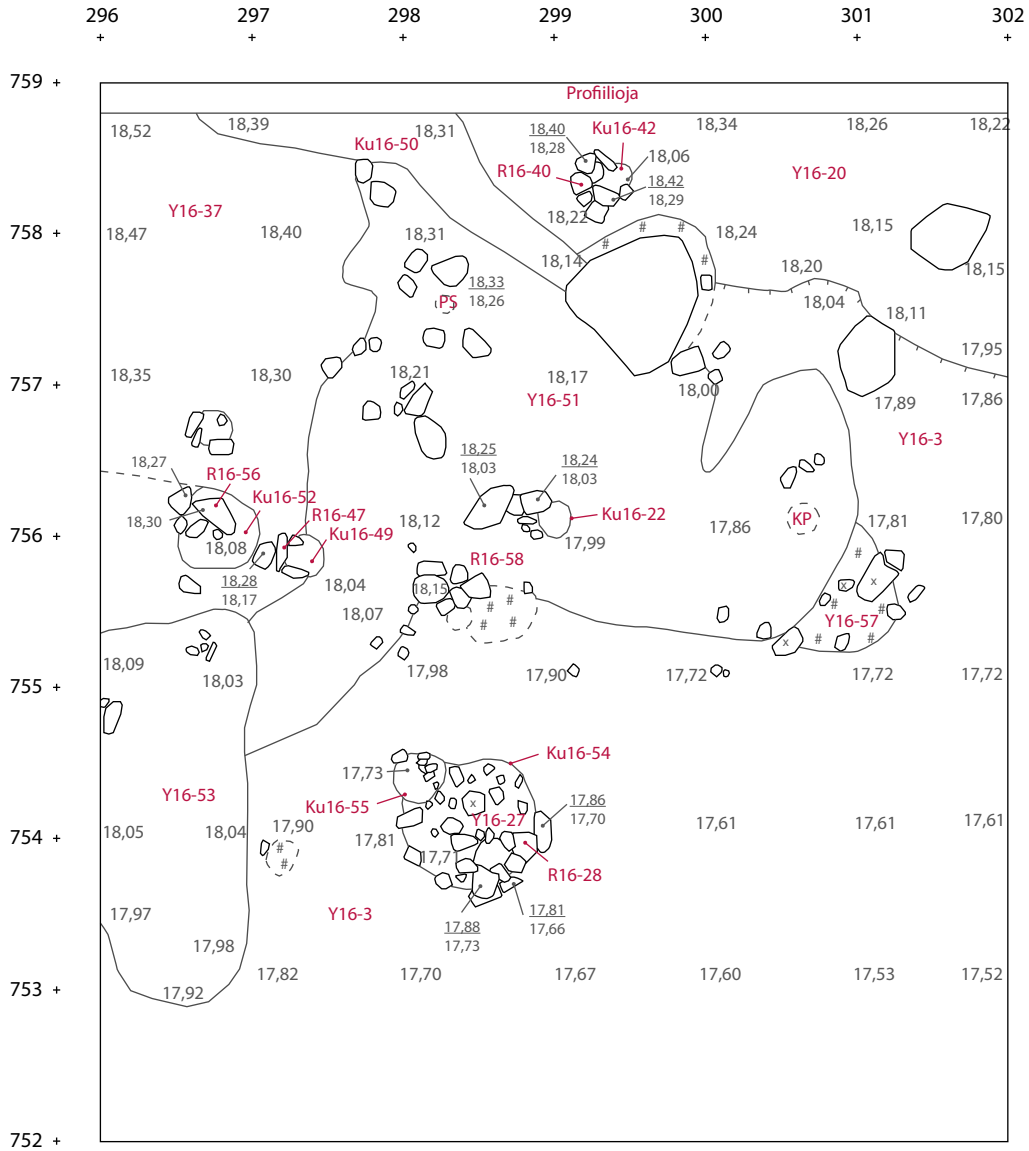 296 297 298 299 300 301 302
759
Profiilioja
18,52 18,39 18,31 18,40 Ku16-42 18,34 18,26 18,22
18,28
Ku16-50 18,06
R16-40 Y16-20
18,42
18,29
Y16-37 18,22
758 18,47 18,40 18,31 # # # 18,24 18,15
18,14 # 18,20 18,15
18,33
PS 18,26 18,04
18,11
17,95
757 18,35 18,30 18,21 18,17 18,00 17,89 17,86
Y16-51
Y16-3
18,25 18,24
18,27 R16-56 18,03 18,03
Ku16-52
18,30 R16-47 18,12 Ku16-22 17,86 KP 17,81 17,80
756 Ku16-49
18,08 17,99 #
R16-58
18,28 18,04 18,15 x x
18,17 18,07 # # # #
# # Y16-57
x # #
755 18,09 18,03 17,98 17,90 17,72 17,72 17,72
Ku16-54
17,73
Y16-53 Ku16-55 x 17,86
Y16-27 17,70
754 18,05 18,04 17,90 17,81 17,61 17,61 17,61
# 17,71
# R16-28
17,97 Y16-3 17,81
17,88 17,66
17,98 17,73
17,82 17,70 17,67 17,60 17,53 17,52
753 17,92
752